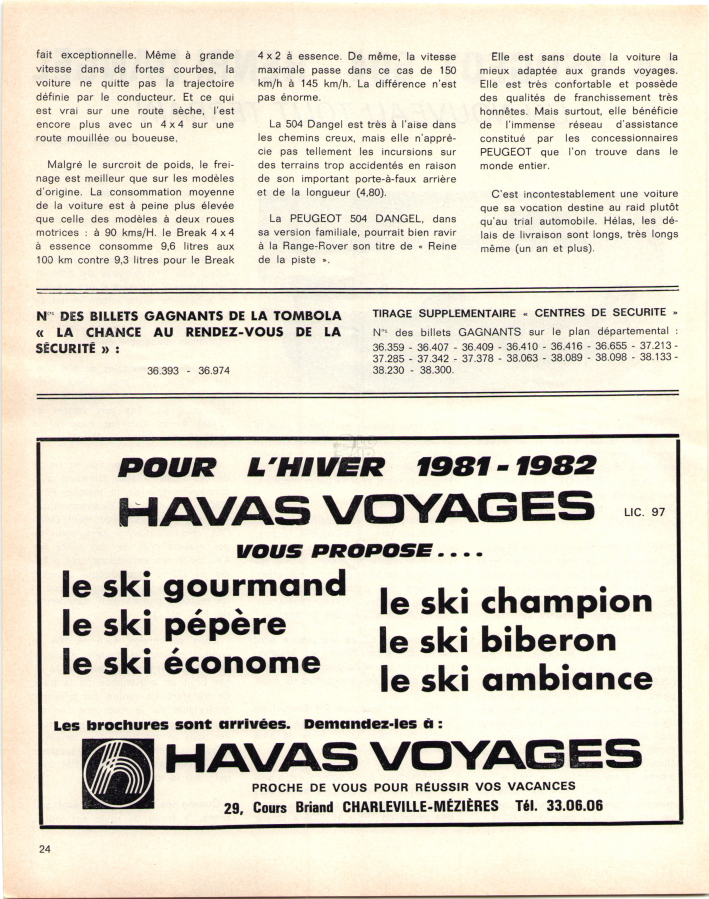 fait exceptionnelle. Même à grande
vitesse dans de fortes courbes, la
voiture ne quitte pas la trajectoire
définie par le conducteur. Et ce qui
est vrai sur une route sèche, l'est
encore plus avec un 4 x 4 sur une
route mouillée ou boueuse.
Malgré le surcroit de poids, le frei-
nage est meilleur que sur les modèles
d'origine. La consommation moyenne
de la voiture est à peine plus élevée
que celle des modèles à deux roues
motrices : à 90 kms/H. le Break 4 x 4
à essence consomme 9,6 litres aux
100 km contre 9,3 litres pour le Break
4 x 2 à essence. De même, la vitesse
maximale passe dans ce cas de 150
km/h à 145 km/h. La différence n'est
pas énorme.
La 504 Dangel est très à l'aise dans
les chemins creux, mais elle n'appré-
cie pas tellement les incursions sur
des terrains trop accidentés en raison
de son important porte-à-faux arrière
et de la longueur (4,80).
La PEUGEOT 504 DANGEL, dans
sa version familiale, pourrait bien ravir
à la Range-Rover son titre de « Reine
de la piste ».
Elle est sans doute la voiture la
mieux adaptée aux grands voyages.
Elle est très confortable et possède
des qualités de franchissement très
honnêtes. Mais surtout, elle bénéficie
de l'immense réseau d'assistance
constitué par les concessionnaires
PEUGEOT que l'on trouve dans le
monde entier.
C'est incontestablement une voiture
que sa vocation destine au raid plutôt
qu'au trial automobile. Hélas, les dé-
lais de livraison sont longs, très longs
même (un an et plus).
Nos DES BILLETS GAGNANTS DE LA TOMBOLA
« LA CHANCE AU RENDEZ-VOUS DE LA
SÉCURITÉ » :
36.393 - 36.974
TIRAGE SUPPLEMENTAIRE « CENTRES DE SECURITE »
Nos des billets GAGNANTS sur le plan départemental :
36.359 - 36.407 - 36.409 - 36.410 - 36.416 - 36.655 - 37.213 -
37.285 - 37.342 - 37.378 - 38.063 - 38.089 - 38.098 - 38.133 -
38.230 - 38.300.
POUR L'HIVER 1981-1982
HAVAS VOYAGES LIC. 97
VOUS PROPOSE....
le ski gourmand
le ski pépère
le ski économe
le ski champion
le ski biberon
le ski ambiance
Les brochures sont arrivées. Demandez-les à :
HAVAS VOYAGES
PROCHE DE VOUS POUR RÉUSSIR VOS VACANCES
29, Cours Briand CHARLEVILLE-MÉZIÈRES Tél. 33.06.06
24